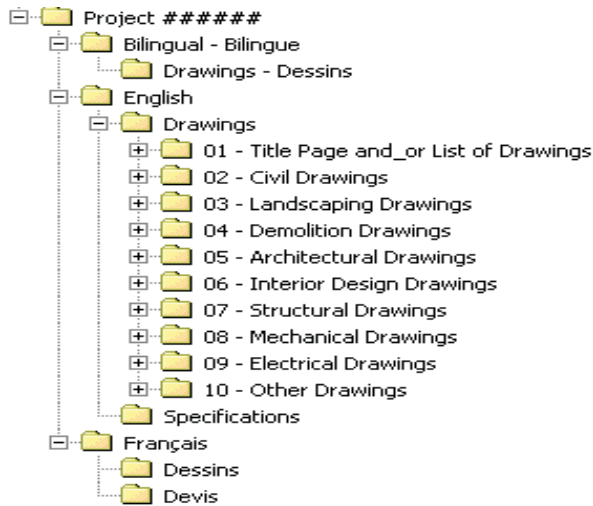 Project ######
Bilingual - Bilingue
Drawings - Dessins
English
Drawings
01 - Title Page and_or List of Drawings
02 - Civil Drawings
03 - Landscaping Drawings
04 - Demolition Drawings
05 - Architectural Drawings
06 - Interior Design Drawings
07 - Structural Drawings
08 - Mechanical Drawings
09 - Electrical Drawings
10 - Other Drawings
Specifications
Français
Dessins
Devis